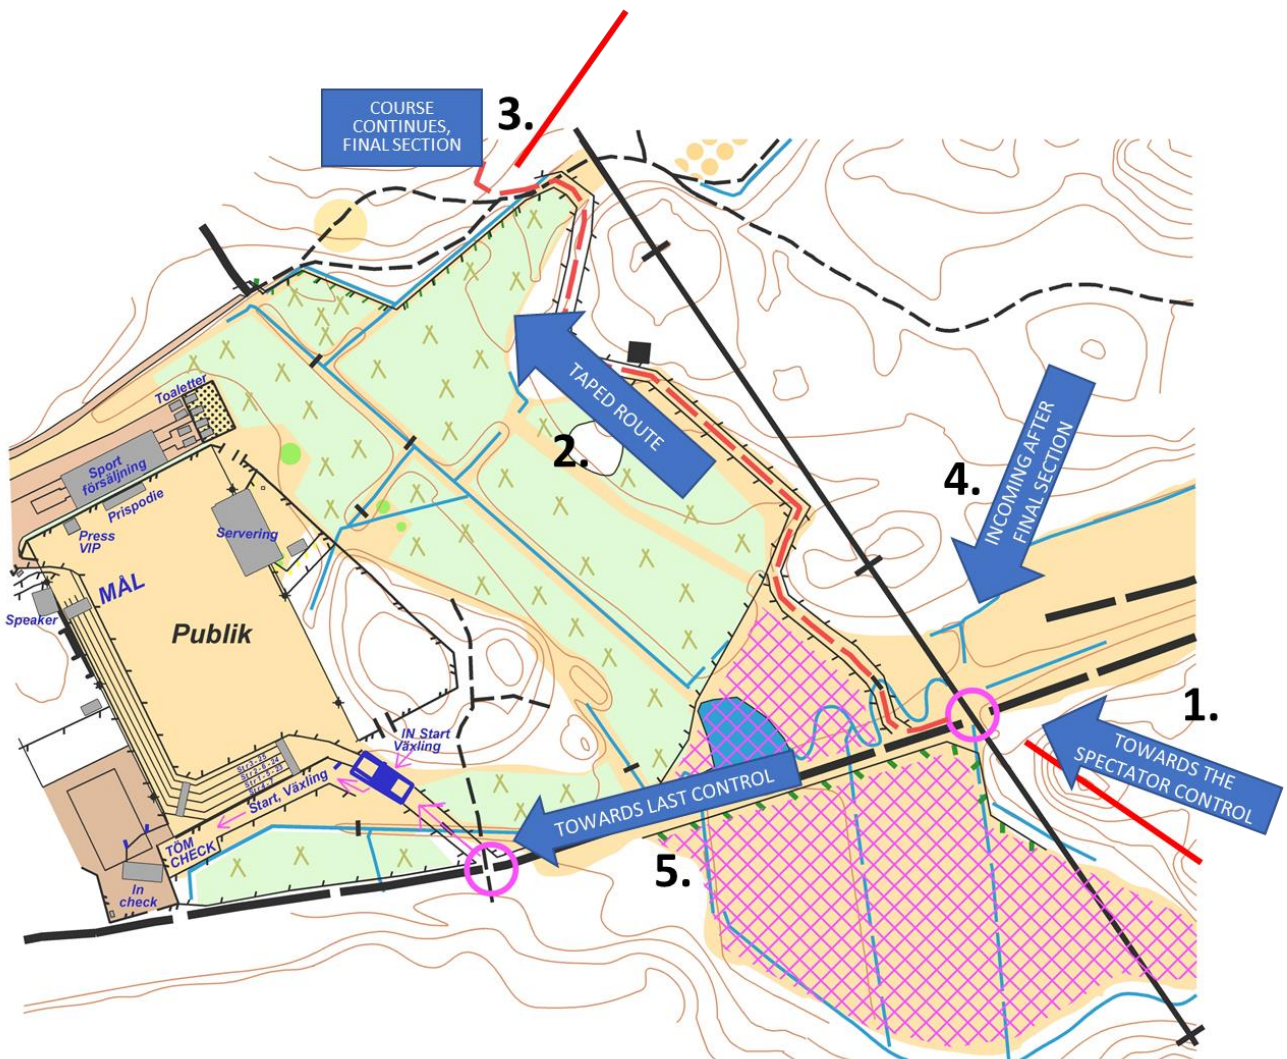 COURSE
CONTINUES,
FINAL SECTION
3.
TAPED ROUTE
2.
4.
INCOMING AFTER
FINAL SECTION
1.
TOWARDS THE
SPECTATOR CONTROL
TOWARDS LAST CONTROL
5.
Toaletter
Sport
försäljning
Prispodie
Press
VIP
Servering
MÅL
Speaker
Publik
IN Start
Växling
Start, Växling
TÖM
CHECK
In
check